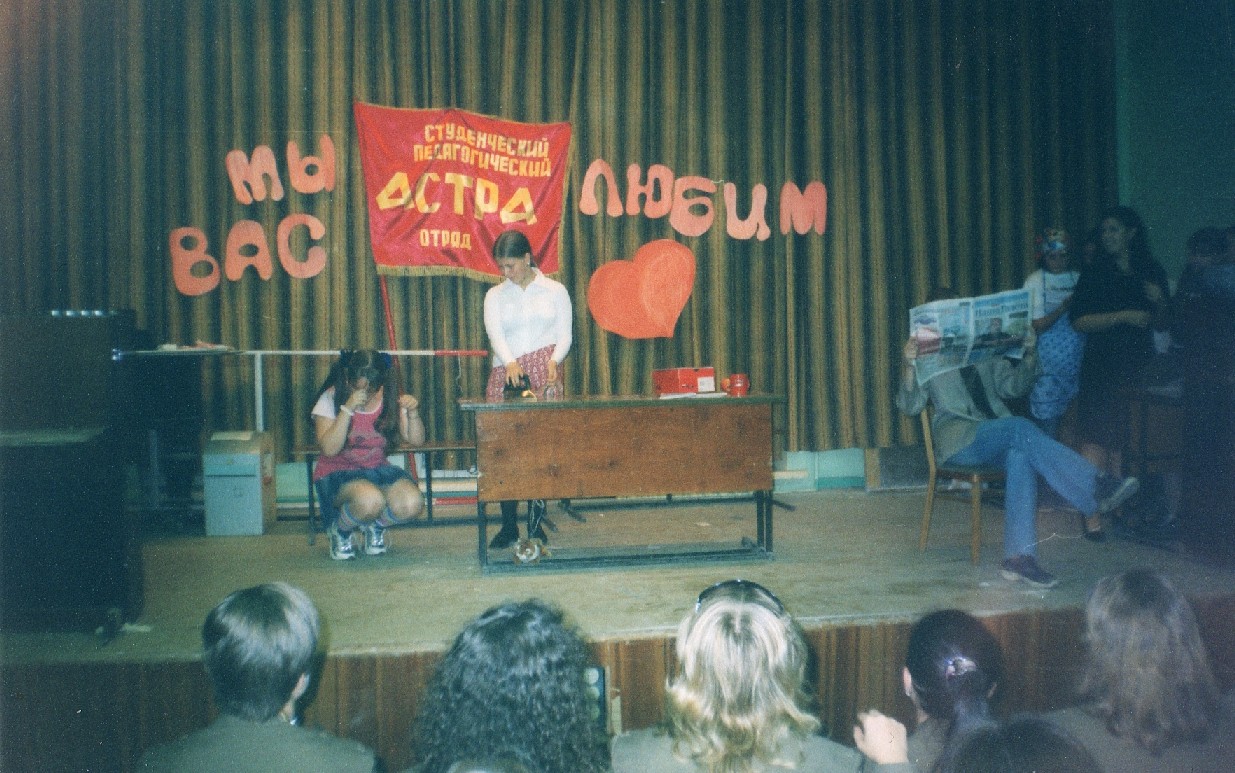 МЫ
ВАС
СТУДЕНЧЕСКИЙ
ПЕДАГОГИЧЕСКИЙ
АСТРА
ОТРЯД
ЛЮБИМ